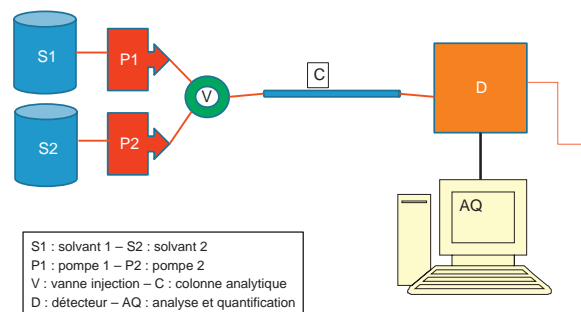 S1
P1
C
V
D
S2
P2
AQ
S1 : solvant 1 – S2 : solvant 2
P1 : pompe 1 – P2 : pompe 2
V : vanne injection – C : colonne analytique
D : détecteur – AQ : analyse et quantification